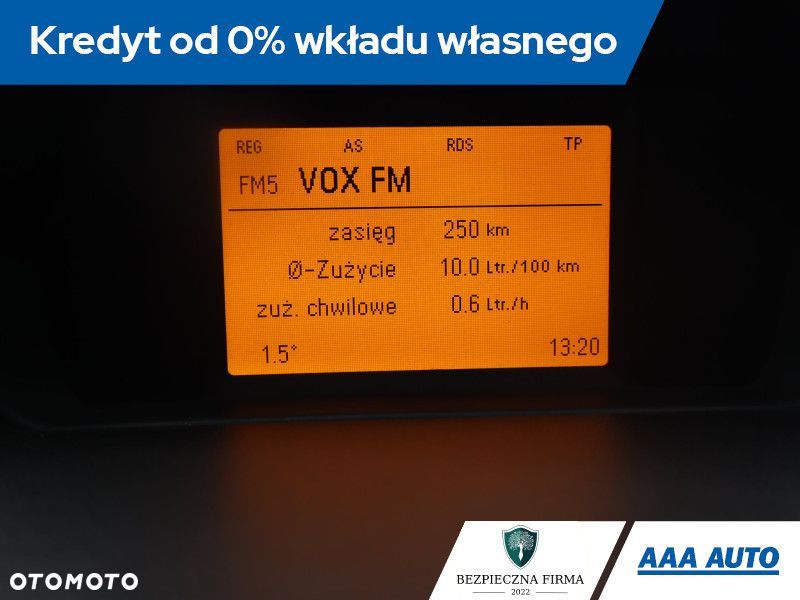 Kredyt od 0% wkładu własnego
REG AS RDS TP
FM5 VOX FM
zasięg 250 km
Ø-Zużycie 10.0 Ltr./100 km
zuż. chwilowe 0.6 Ltr./h
1.5° 13:20
BEZPIECZNA FIRMA
2022
AAA AUTO
OTOMOTO